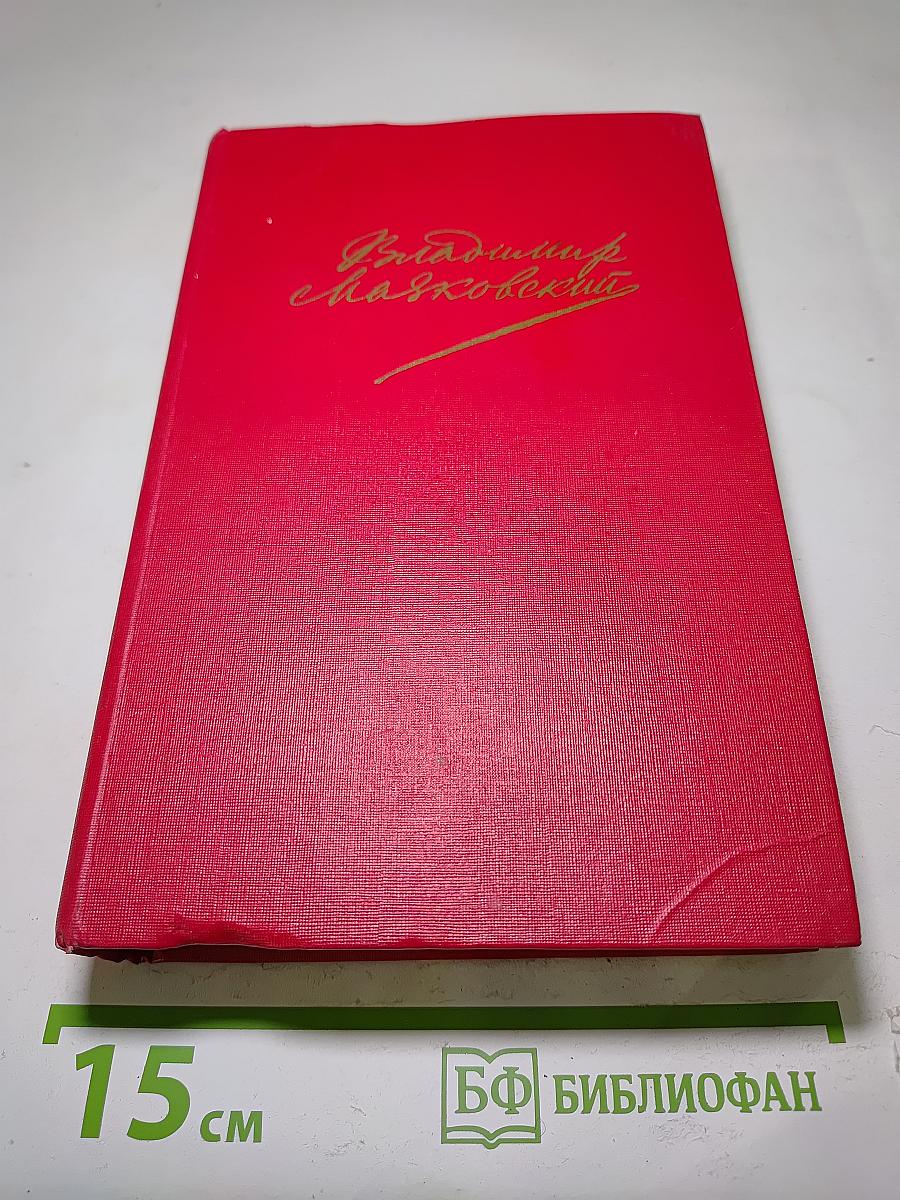 Владимир
Маяковский
15 см
БФ БИБЛИОФАН